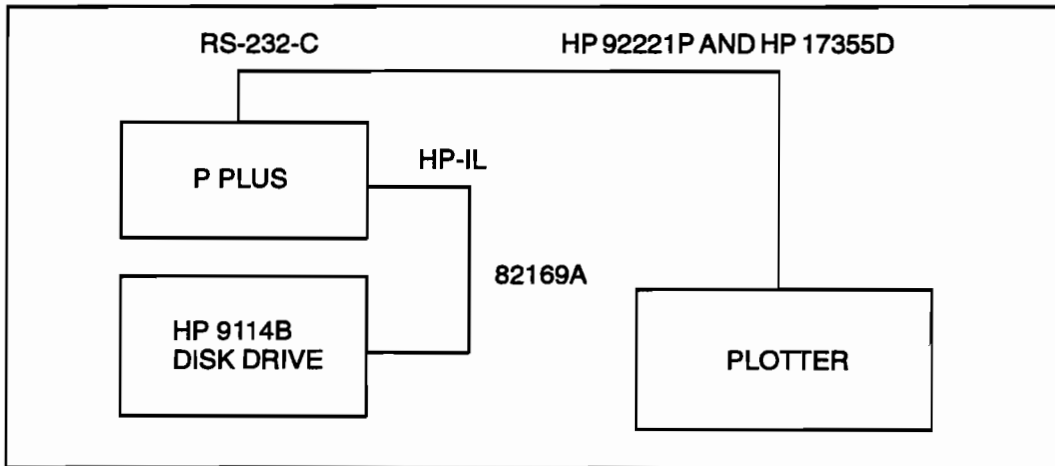 RS-232-C
HP 92221P AND HP 17355D
P PLUS
HP-IL
82169A
HP 9114B
DISK DRIVE
PLOTTER